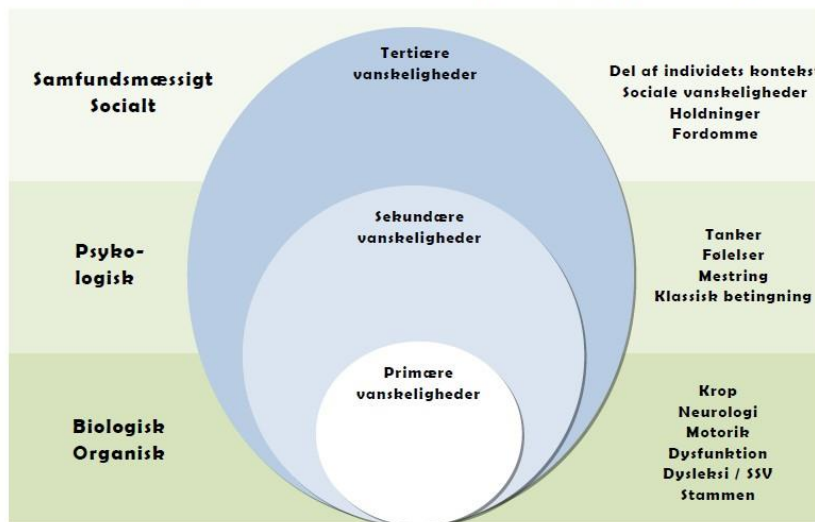 Samfundsmæssigt
Socialt
Tertiære
vanskeligheder
Del af individets kontekst
Sociale vanskeligheder
Holdninger
Fordomme
Psyko-
logisk
Sekundære
vanskeligheder
Tanker
Følelser
Mestring
Klassisk betingning
Biologisk
Organisk
Primære
vanskeligheder
Krop
Neurologi
Motorik
Dysfunktion
Dysleksi / SSV
Stammen